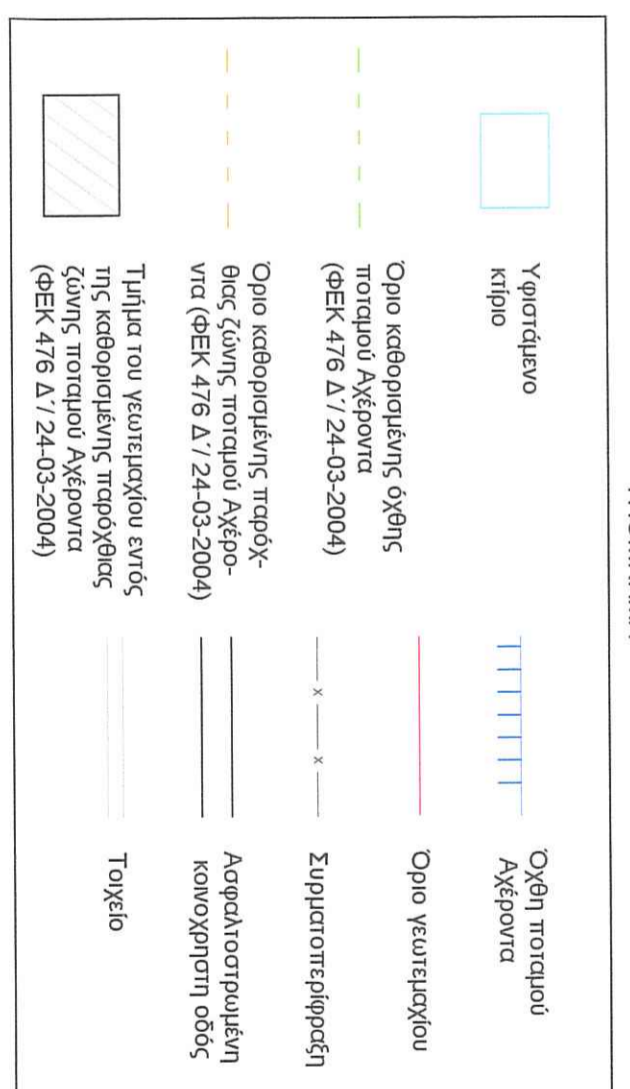 Υφιστάμενο
κτίριο
Όριο καθορισμένης όχθης
ποταμού Αχέροντα
(ΦΕΚ 476 Δ΄/ 24-03-2004)
Όριο καθορισμένης παρόχ-
θιας ζώνης ποταμού Αχέρο-
ντα (ΦΕΚ 476 Δ΄/ 24-03-2004)
Τμήμα του γεωτεμαχίου εντός
της καθορισμένης παρόχθιας
ζώνης ποταμού Αχέροντα
(ΦΕΚ 476 Δ΄/ 24-03-2004)
Όχθη ποταμού
Αχέροντα
Όριο γεωτεμαχίου
x x
Συρματοπερίφραξη
Ασφαλτοστρωμένη
κοινοχρηστη οδός
Τοιχείο